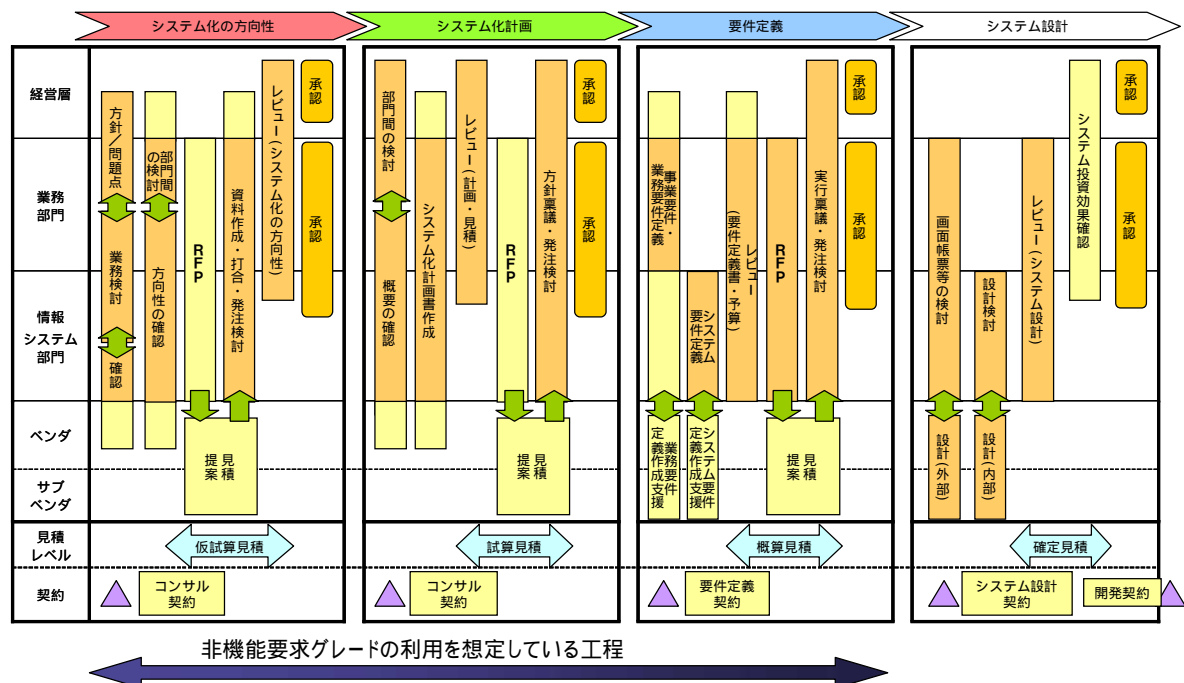 システム化の方向性
システム化計画
要件定義
システム設計
経営層
業務
部門
情報
システム
部門
ベンダ
サブ
ベンダ
見積
レベル
契約
方針／問題点
業務検討
確認
部門間
の検討
方向性の確認
RFP
資料作成・打合・発注検討
レビュー(システム化の方向性)
承認
承認
見積
提案
仮試算見積
コンサル
契約
部門間の検討
概要の確認
システム化計画書作成
レビュー(計画・見積)
RFP
方針稟議・発注検討
承認
承認
見積
提案
試算見積
コンサル
契約
事業要件・
業務要件定義
業務要件
定義作成支援
システム
要件定義
システム要件
定義作成支援
レビュー
(要件定義書・予算)
RFP
実行稟議・発注検討
承認
承認
見積
提案
概算見積
要件定義
契約
画面帳票等の検討
設計(外部)
設計検討
設計(内部)
レビュー(システム設計)
システム投資効果確認
承認
承認
確定見積
システム設計
契約
開発契約
非機能要求グレードの利用を想定している工程